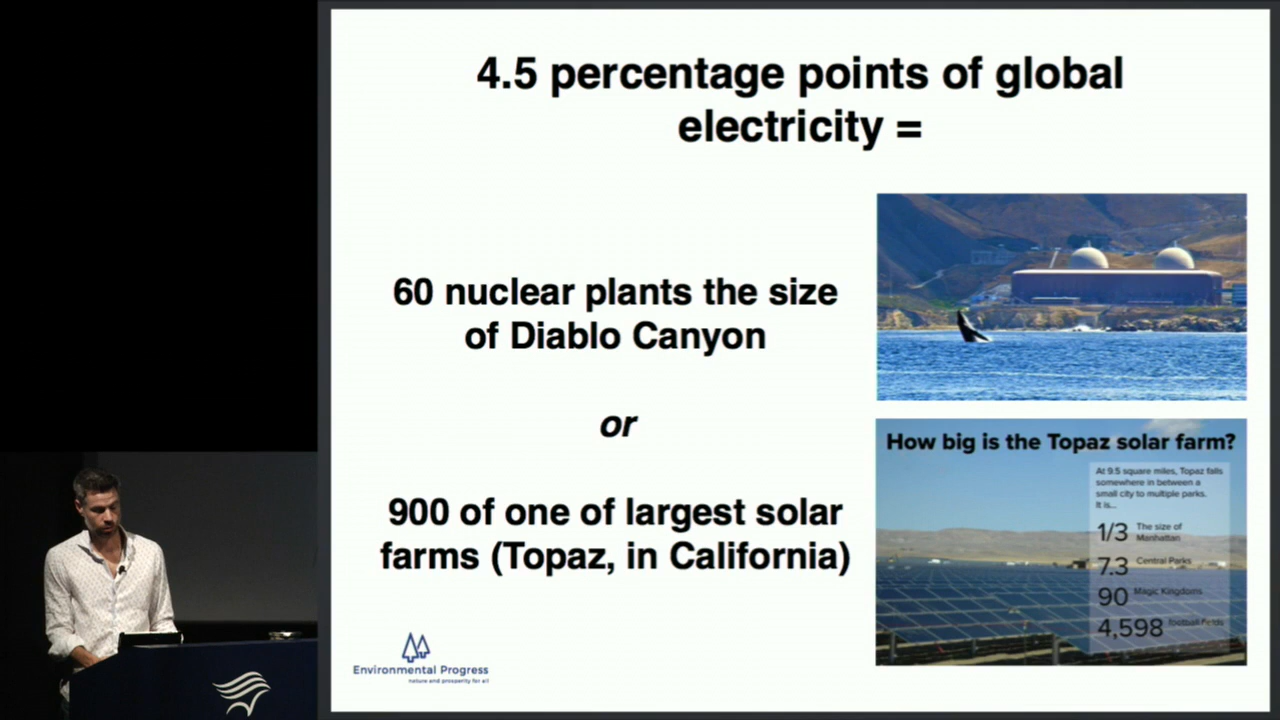 4.5 percentage points of global
electricity =
60 nuclear plants the size
of Diablo Canyon
or
900 of one of largest solar
farms (Topaz, in California)
How big is the Topaz solar farm?
At 9.5 square miles, Topaz falls
somewhere in between a
small city to multiple parks.
It is...
1/3 The size of
Manhattan
7.3 Central Parks
90 Magic Kingdoms
4,598 football fields
Environmental Progress
nature and prosperity for all